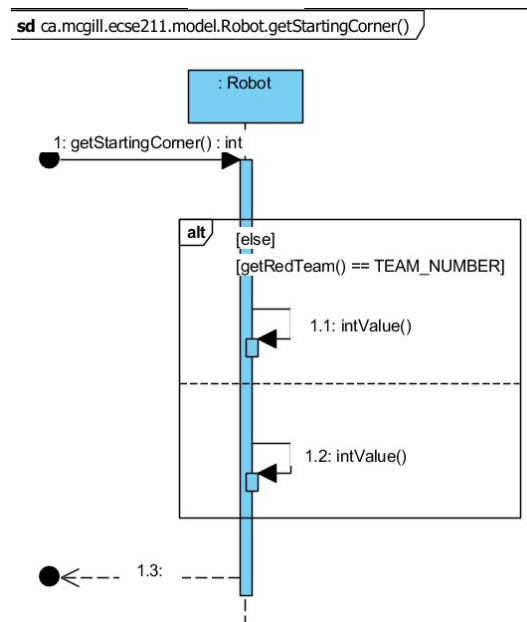 sd ca.mcgill.ecse211.model.Robot.getStartingCorner()
: Robot
1: getStartingCorner() : int
alt
[else]
[getRedTeam() == TEAM_NUMBER]
1.1: intValue()
1.2: intValue()
1.3: